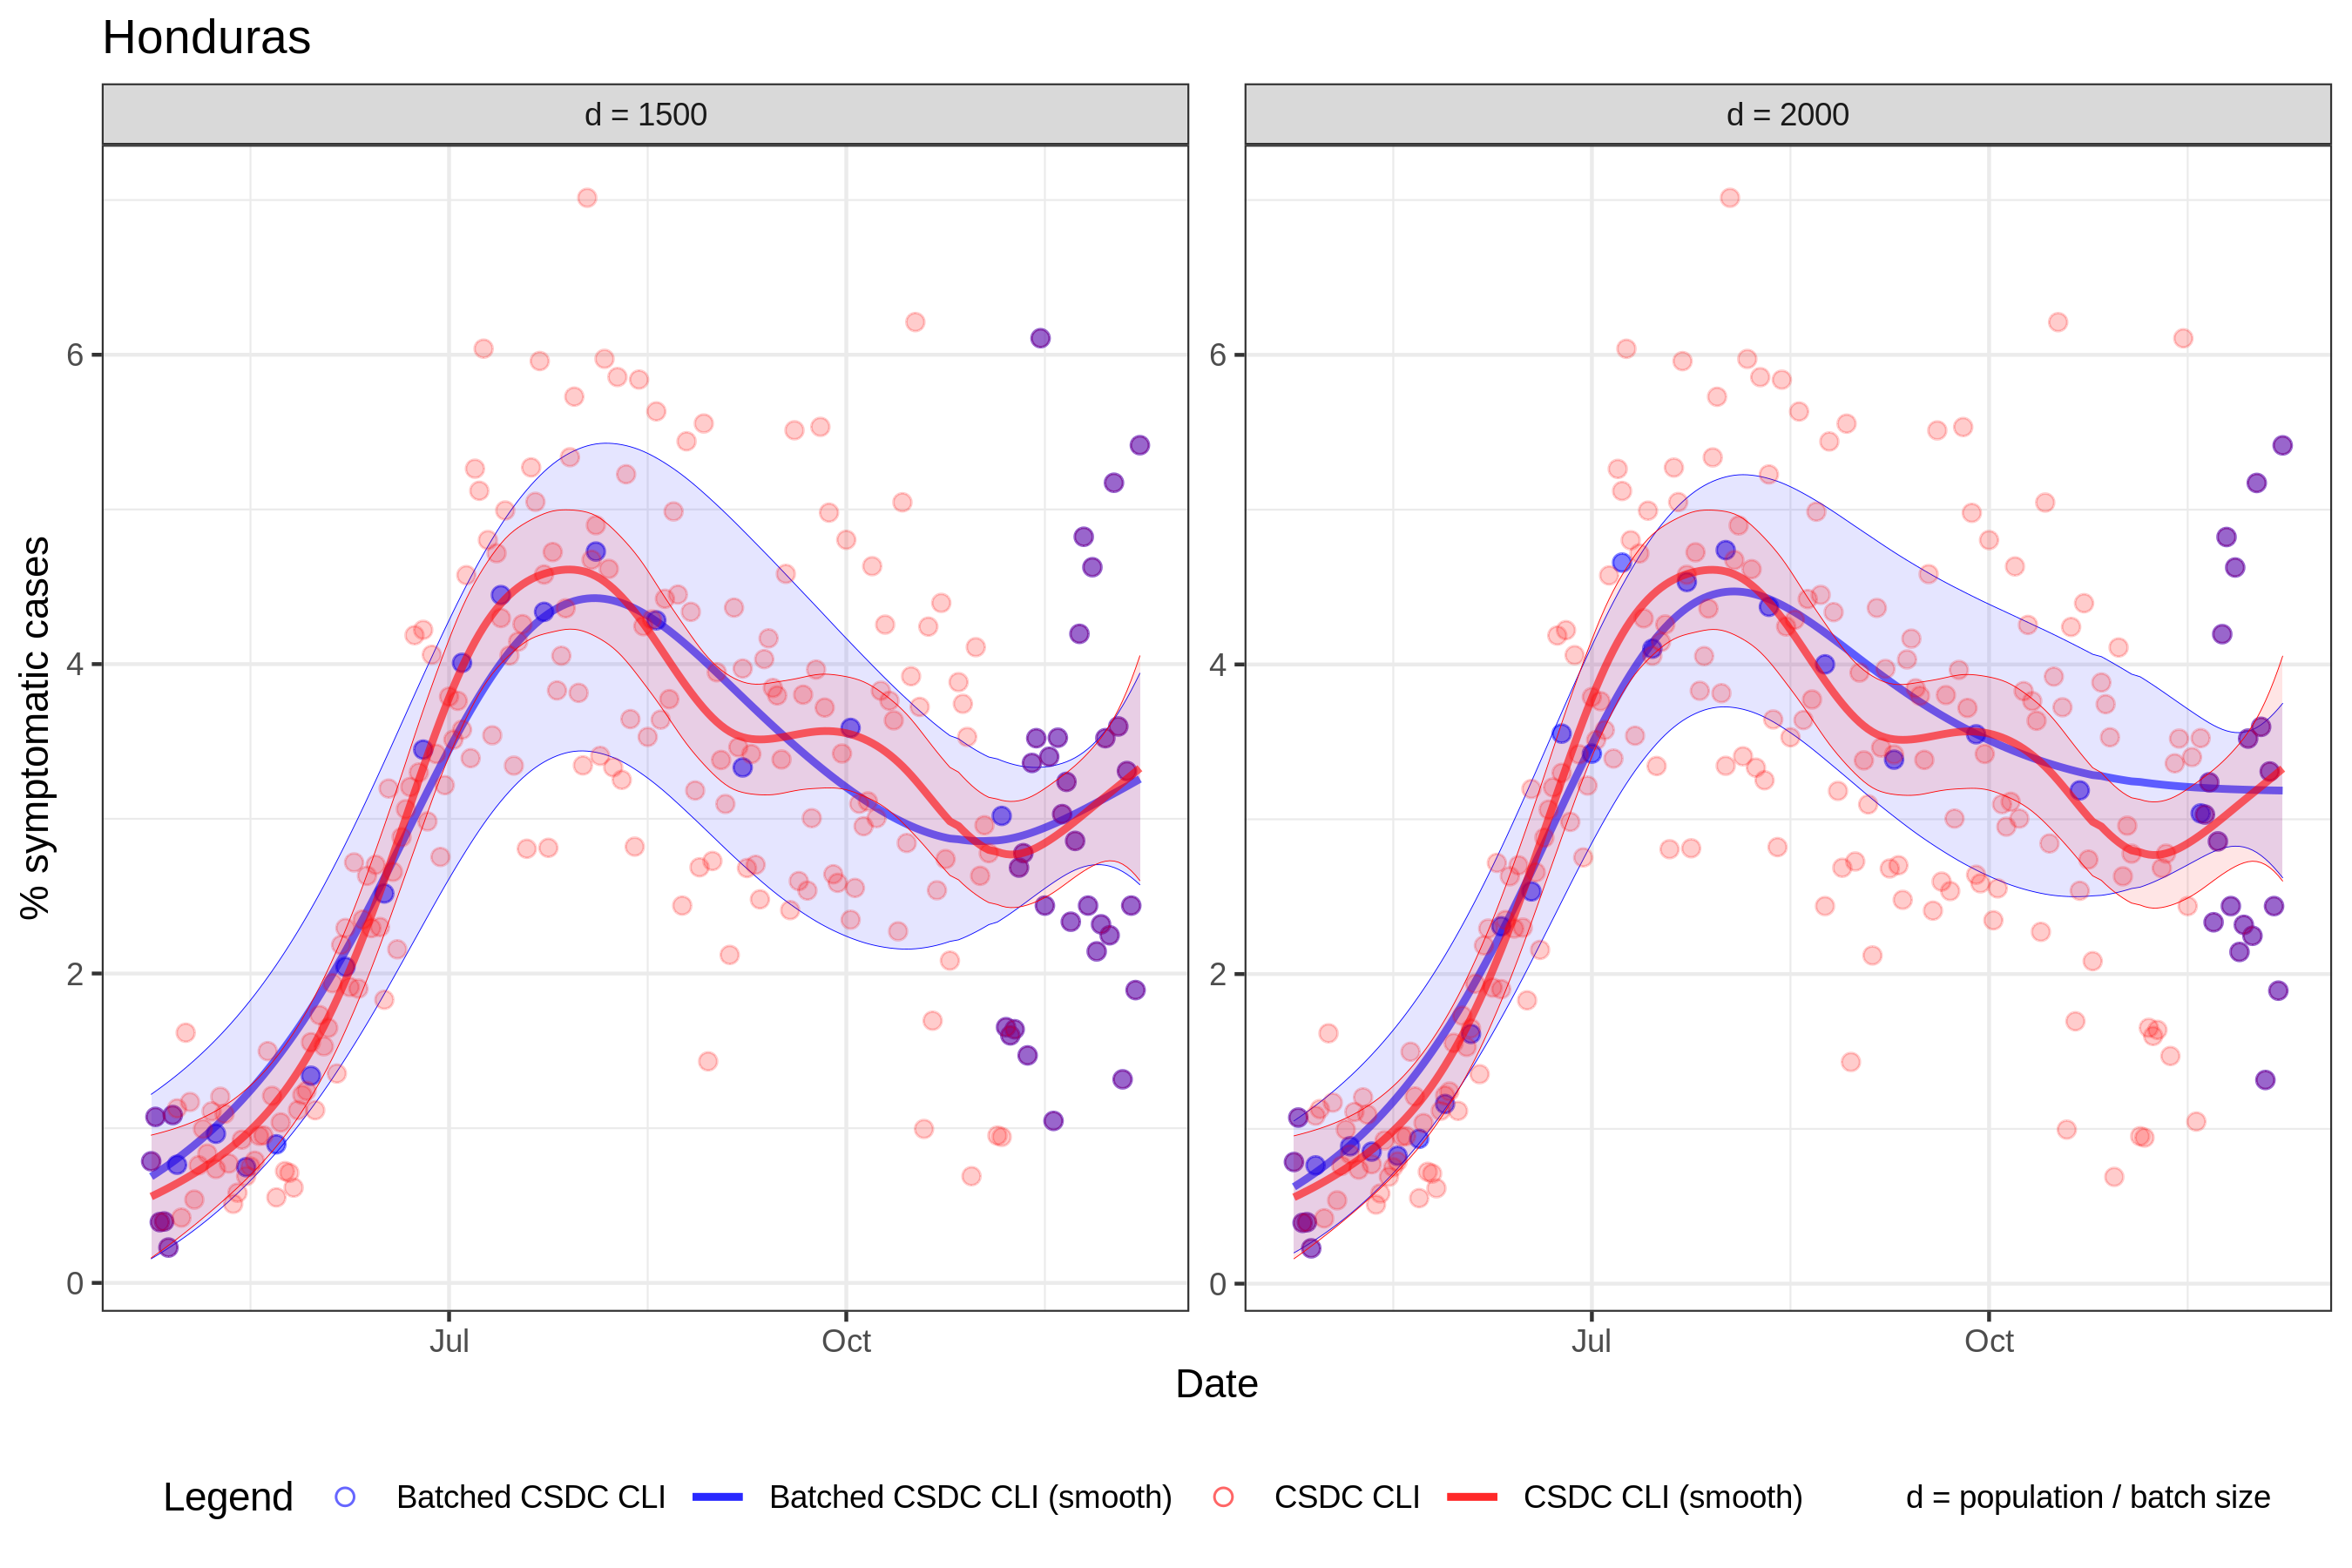 Honduras
d = 1500
d = 2000
% symptomatic cases
6
4
2
0
6
4
2
0
Jul
Oct
Jul
Oct
Date
Legend
Batched CSDC CLI
Batched CSDC CLI (smooth)
CSDC CLI
CSDC CLI (smooth)
d = population / batch size